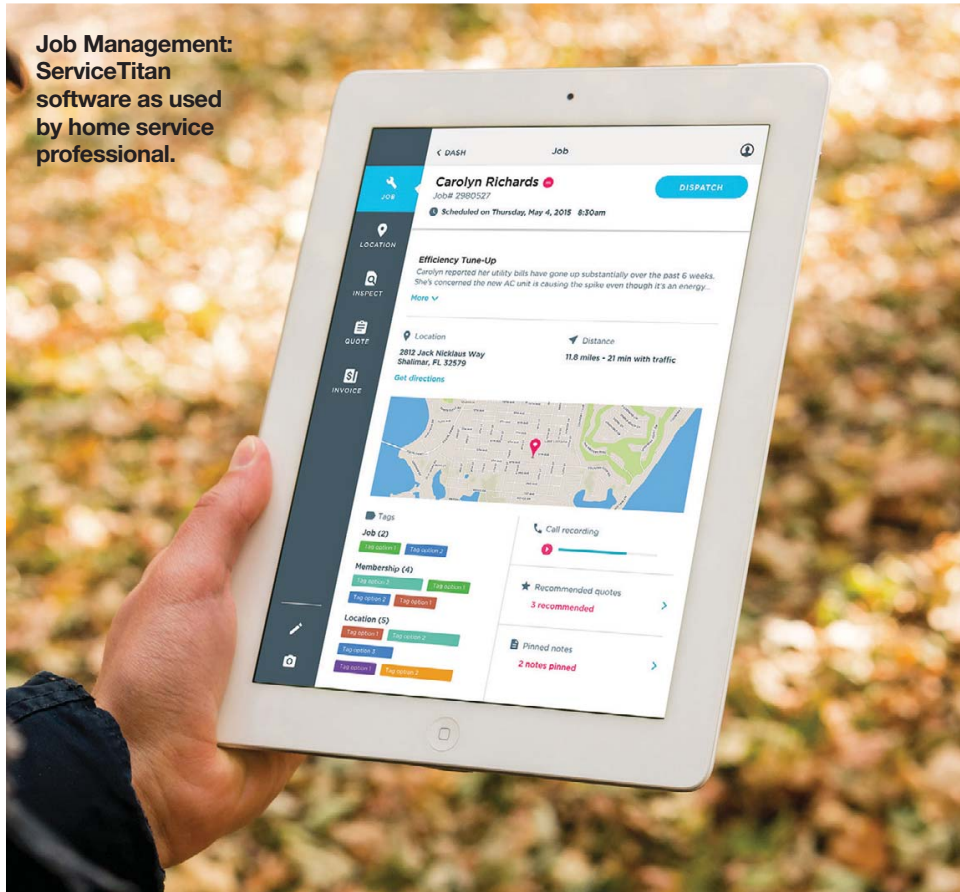 Job Management:
ServiceTitan
software as used
by home service
professional.
< DASH
Job
JOB
LOCATION
INSPECT
QUOTE
INVOICE
Carolyn Richards
DISPATCH
Job# 2980527
Scheduled on Thursday, May 4, 2015 8:30am
Efficiency Tune-Up
Carolyn reported her utility bills have gone up substantially over the past 6 weeks.
She's concerned the new AC unit is causing the spike even though it's an energy...
More
Location
2812 Jack Nicklaus Way
Shalimar, FL 32579
Get directions
Distance
11.8 miles - 21 min with traffic
Tags
Job (2)
Tag option 1 Tag option 2
Membership (4)
Tag option 3 Tag option 1
Tag option 2 Tag option 1
Location (5)
Tag option 1 Tag option 2
Tag option 3
Tag option 1 Tag option 3
Call recording
Recommended quotes
3 recommended
Pinned notes
2 notes pinned